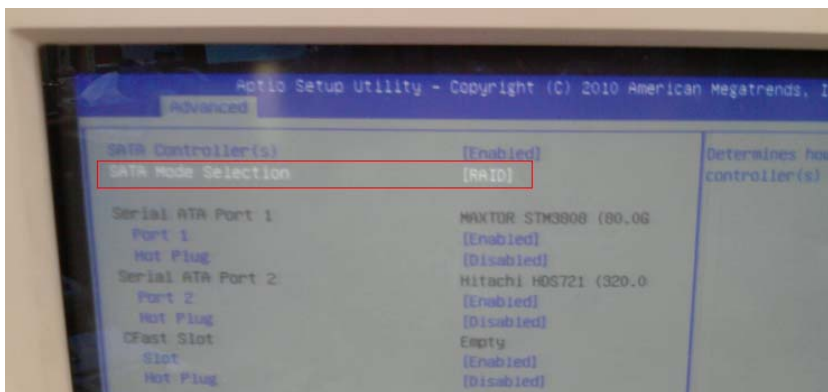 Aptio Setup Utility - Copyright (C) 2010 American Megatrends, I
Advanced
SATA Controller(s) [Enabled] Determines how
SATA Mode Selection [RAID] controller(s)
Serial ATA Port 1 MAXTOR STM3808 (80.0G
Port 1 [Enabled]
Hot Plug [Disabled]
Serial ATA Port 2 Hitachi HDS721 (320.0
Port 2 [Enabled]
Hot Plug [Disabled]
CFast Slot Empty
Slot [Enabled]
Hot Plug [Disabled]